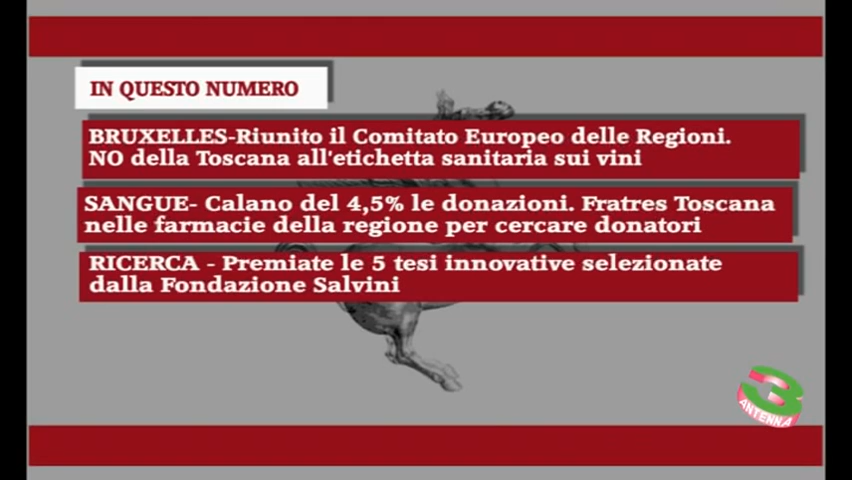 IN QUESTO NUMERO
BRUXELLES-Riunito il Comitato Europeo delle Regioni.
NO della Toscana all'etichetta sanitaria sui vini
SANGUE- Calano del 4,5% le donazioni. Fratres Toscana
nelle farmacie della regione per cercare donatori
RICERCA - Premiate le 5 tesi innovative selezionate
dalla Fondazione Salvini
3
ANTENNA